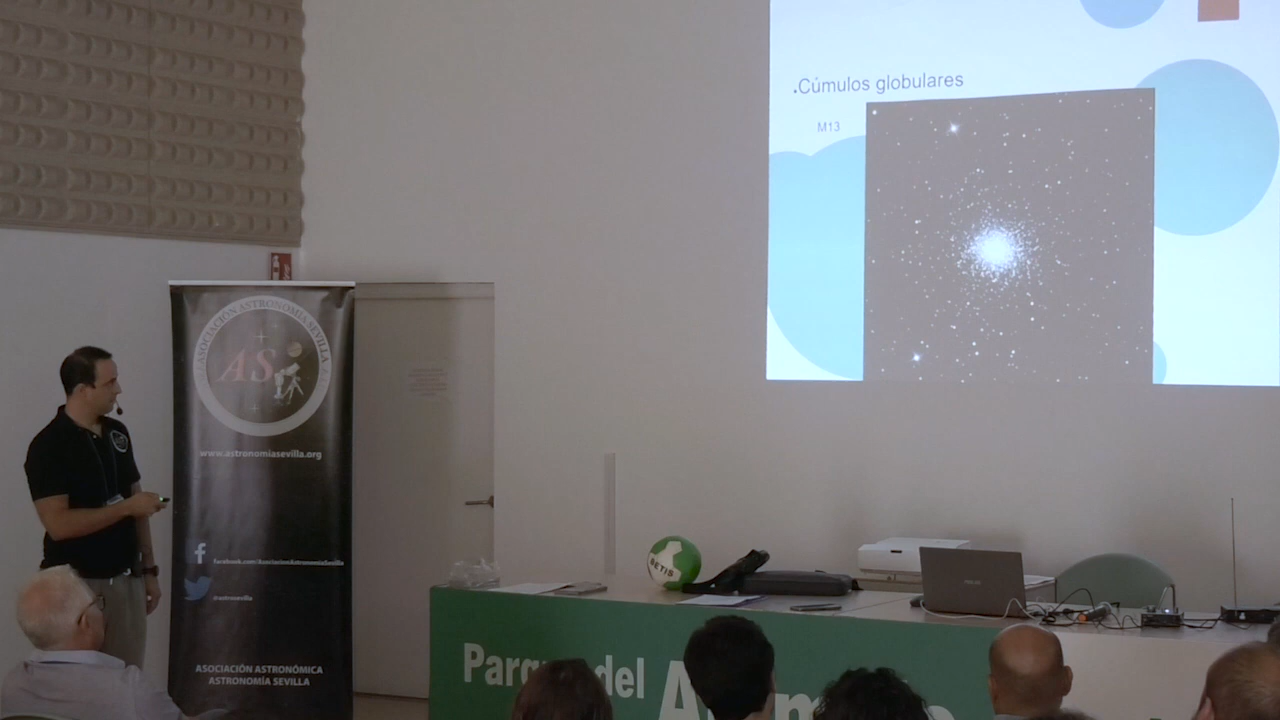 .Cúmulos globulares
M13
ASOCIACIÓN ASTRONOMÍA SEVILLA
AS
www.astronomiasevilla.org
facebook.com/AsociacionAstronomiaSevilla
@astrosevilla
ASOCIACIÓN ASTRONÓMICA
ASTRONOMÍA SEVILLA
BETIS
del